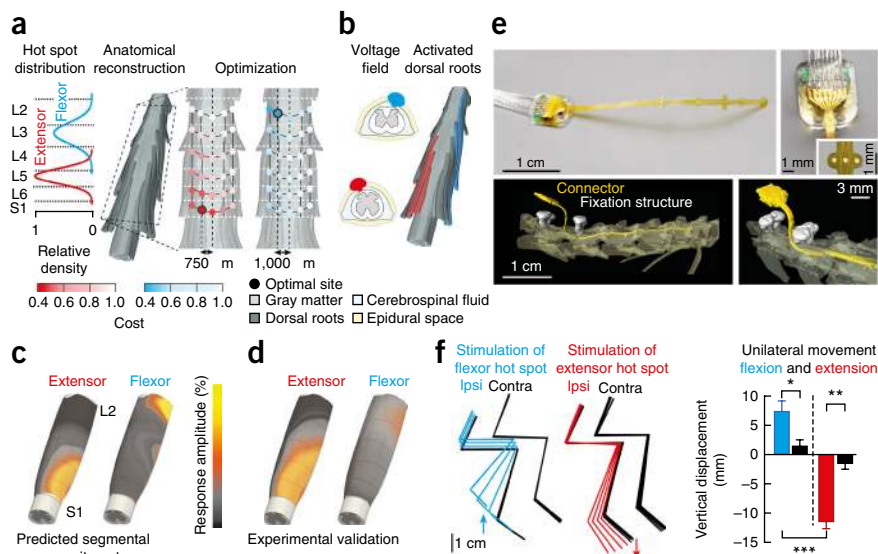 a
Hot spot
distribution
Anatomical
reconstruction
Optimization
L2
L3
L4
L5
L6
S1
Flexor
Extensor
1
0
Relative
density
750 m
1,000 m
0.4 0.6 0.8 1.0
0.4 0.6 0.8 1.0
Cost
Optimal site
Gray matter
Dorsal roots
Cerebrospinal fluid
Epidural space
b
Voltage
field
Activated
dorsal roots
e
1 cm
1 mm
1 mm
Connector
Fixation structure
1 cm
3 mm
c
Extensor
Flexor
L2
S1
Response amplitude (%)
Predicted segmental
d
Extensor
Flexor
Experimental validation
f
Stimulation of
flexor hot spot
Ipsi Contra
Stimulation of
extensor hot spot
Ipsi Contra
1 cm
Unilateral movement
flexion and extension
Vertical displacement
(mm)
10
5
0
−5
−10
−15
*
**
***